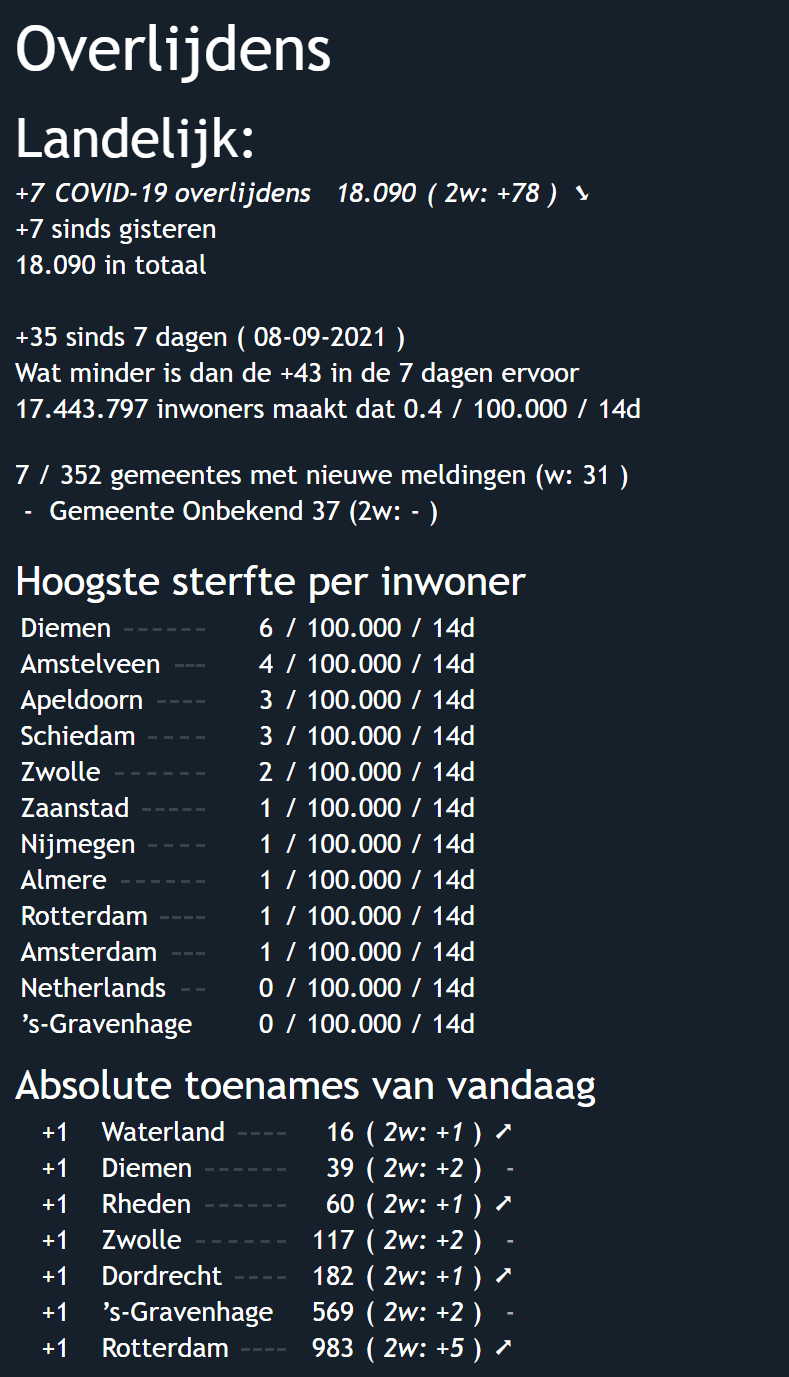 Overlijdens
Landelijk:
+7 COVID-19 overlijdens 18.090 ( 2w: +78 ) ➘
+7 sinds gisteren
18.090 in totaal
+35 sinds 7 dagen ( 08-09-2021 )
Wat minder is dan de +43 in de 7 dagen ervoor
17.443.797 inwoners maakt dat 0.4 / 100.000 / 14d
7 / 352 gemeentes met nieuwe meldingen (w: 31 )
- Gemeente Onbekend 37 (2w: - )
Hoogste sterfte per inwoner
Diemen ------ 6 / 100.000 / 14d
Amstelveen --- 4 / 100.000 / 14d
Apeldoorn ---- 3 / 100.000 / 14d
Schiedam ---- 3 / 100.000 / 14d
Zwolle ------- 2 / 100.000 / 14d
Zaanstad ----- 1 / 100.000 / 14d
Nijmegen ---- 1 / 100.000 / 14d
Almere ------ 1 / 100.000 / 14d
Rotterdam ---- 1 / 100.000 / 14d
Amsterdam --- 1 / 100.000 / 14d
Netherlands -- 0 / 100.000 / 14d
’s-Gravenhage 0 / 100.000 / 14d
Absolute toenames van vandaag
+1 Waterland ---- 16 ( 2w: +1 ) ➚
+1 Diemen ------ 39 ( 2w: +2 ) -
+1 Rheden ------ 60 ( 2w: +1 ) ➚
+1 Zwolle ------- 117 ( 2w: +2 ) -
+1 Dordrecht ---- 182 ( 2w: +1 ) ➚
+1 ’s-Gravenhage 569 ( 2w: +2 ) -
+1 Rotterdam ---- 983 ( 2w: +5 ) ➚